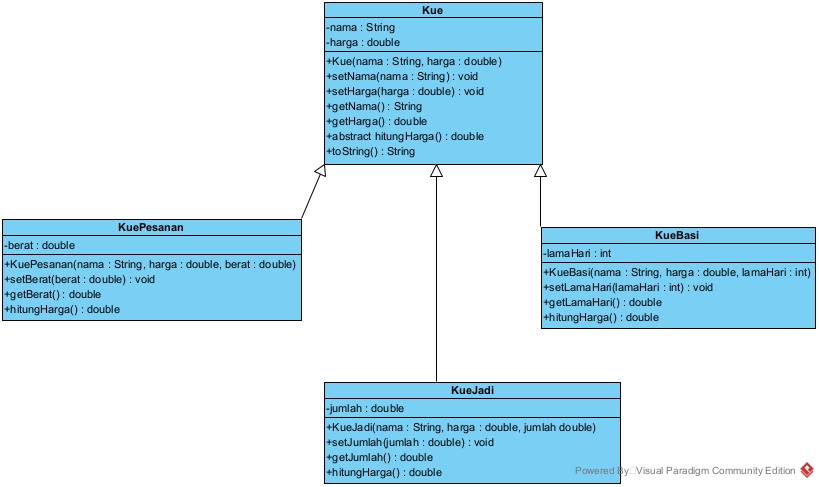 Kue
-nama : String
-harga : double
+Kue(nama : String, harga : double)
+setNama(nama : String) : void
+setHarga(harga : double) : void
+getNama() : String
+getHarga() : double
+abstract hitungHarga() : double
+toString() : String
KuePesanan
-berat : double
+KuePesanan(nama : String, harga : double, berat : double)
+setBerat(berat : double) : void
+getBerat() : double
+hitungHarga() : double
KueBasi
-lamaHari : int
+KueBasi(nama : String, harga : double, lamaHari : int)
+setLamaHari(lamaHari : int) : void
+getLamaHari() : double
+hitungHarga() : double
KueJadi
-jumlah : double
+KueJadi(nama : String, harga : double, jumlah double)
+setJumlah(jumlah : double) : void
+getJumlah() : double
+hitungHarga() : double
Powered By Visual Paradigm Community Edition